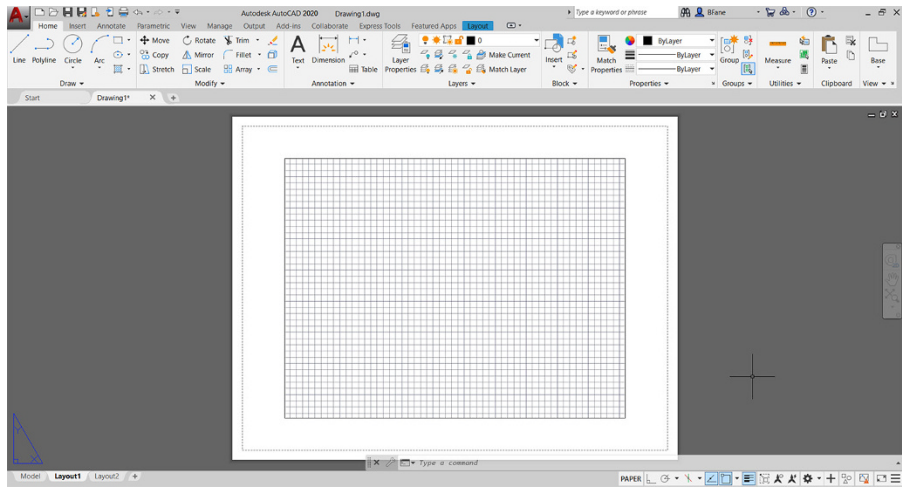 A Autodesk AutoCAD 2020 Drawing1.dwg Type a keyword or phrase BFane
Home Insert Annotate Parametric View Manage Output Add-ins Collaborate Express Tools Featured Apps Layout
Move Rotate Trim 0 ByLayer
Copy Mirror Fillet Make Current ByLayer
Line Polyline Circle Arc Text Dimension Layer Insert Match Group Measure Paste Base
Stretch Scale Array Table Properties Match Layer Properties ByLayer
Draw Modify Annotation Layers Block Properties Groups Utilities Clipboard View
Start Drawing1* X +
Y
X
Type a command
Model Layout1 Layout2 + PAPER